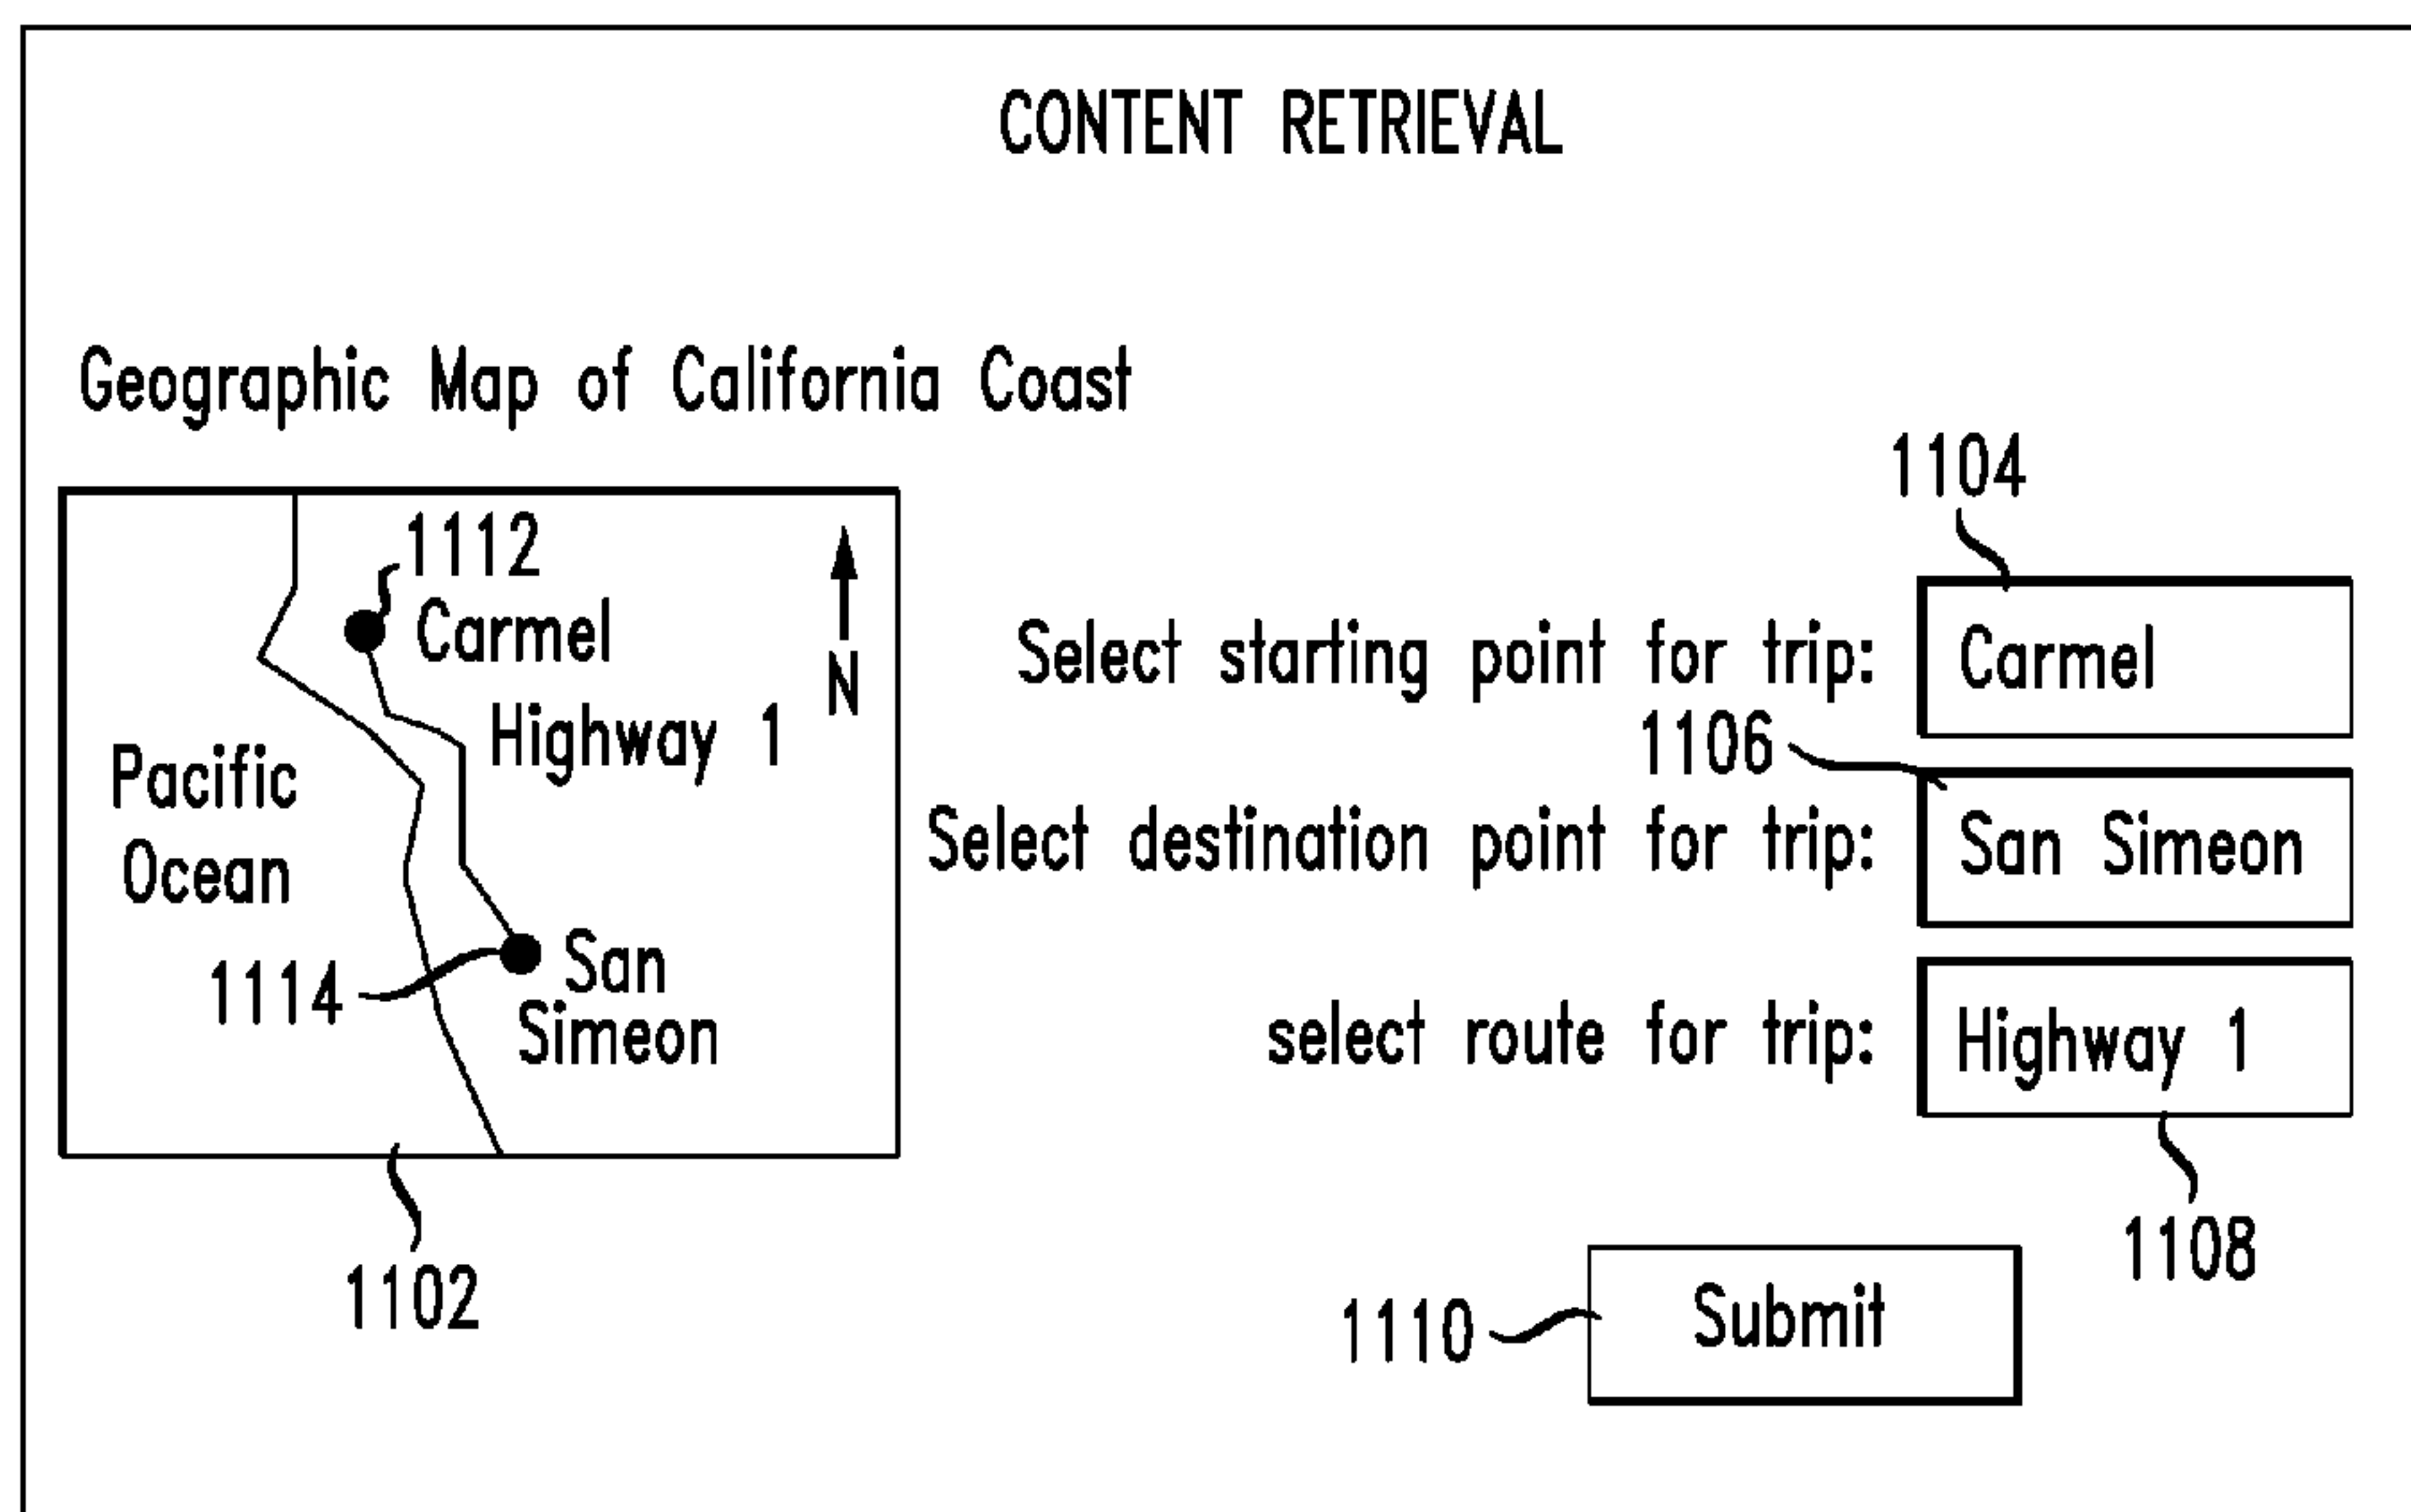 CONTENT RETRIEVAL
Geographic Map of California Coast
1112
Carmel
Highway 1
N
Pacific
Ocean
1114
San
Simeon
1102
1104
Select starting point for trip:
Carmel
1106
Select destination point for trip:
San Simeon
select route for trip:
Highway 1
1108
1110
Submit